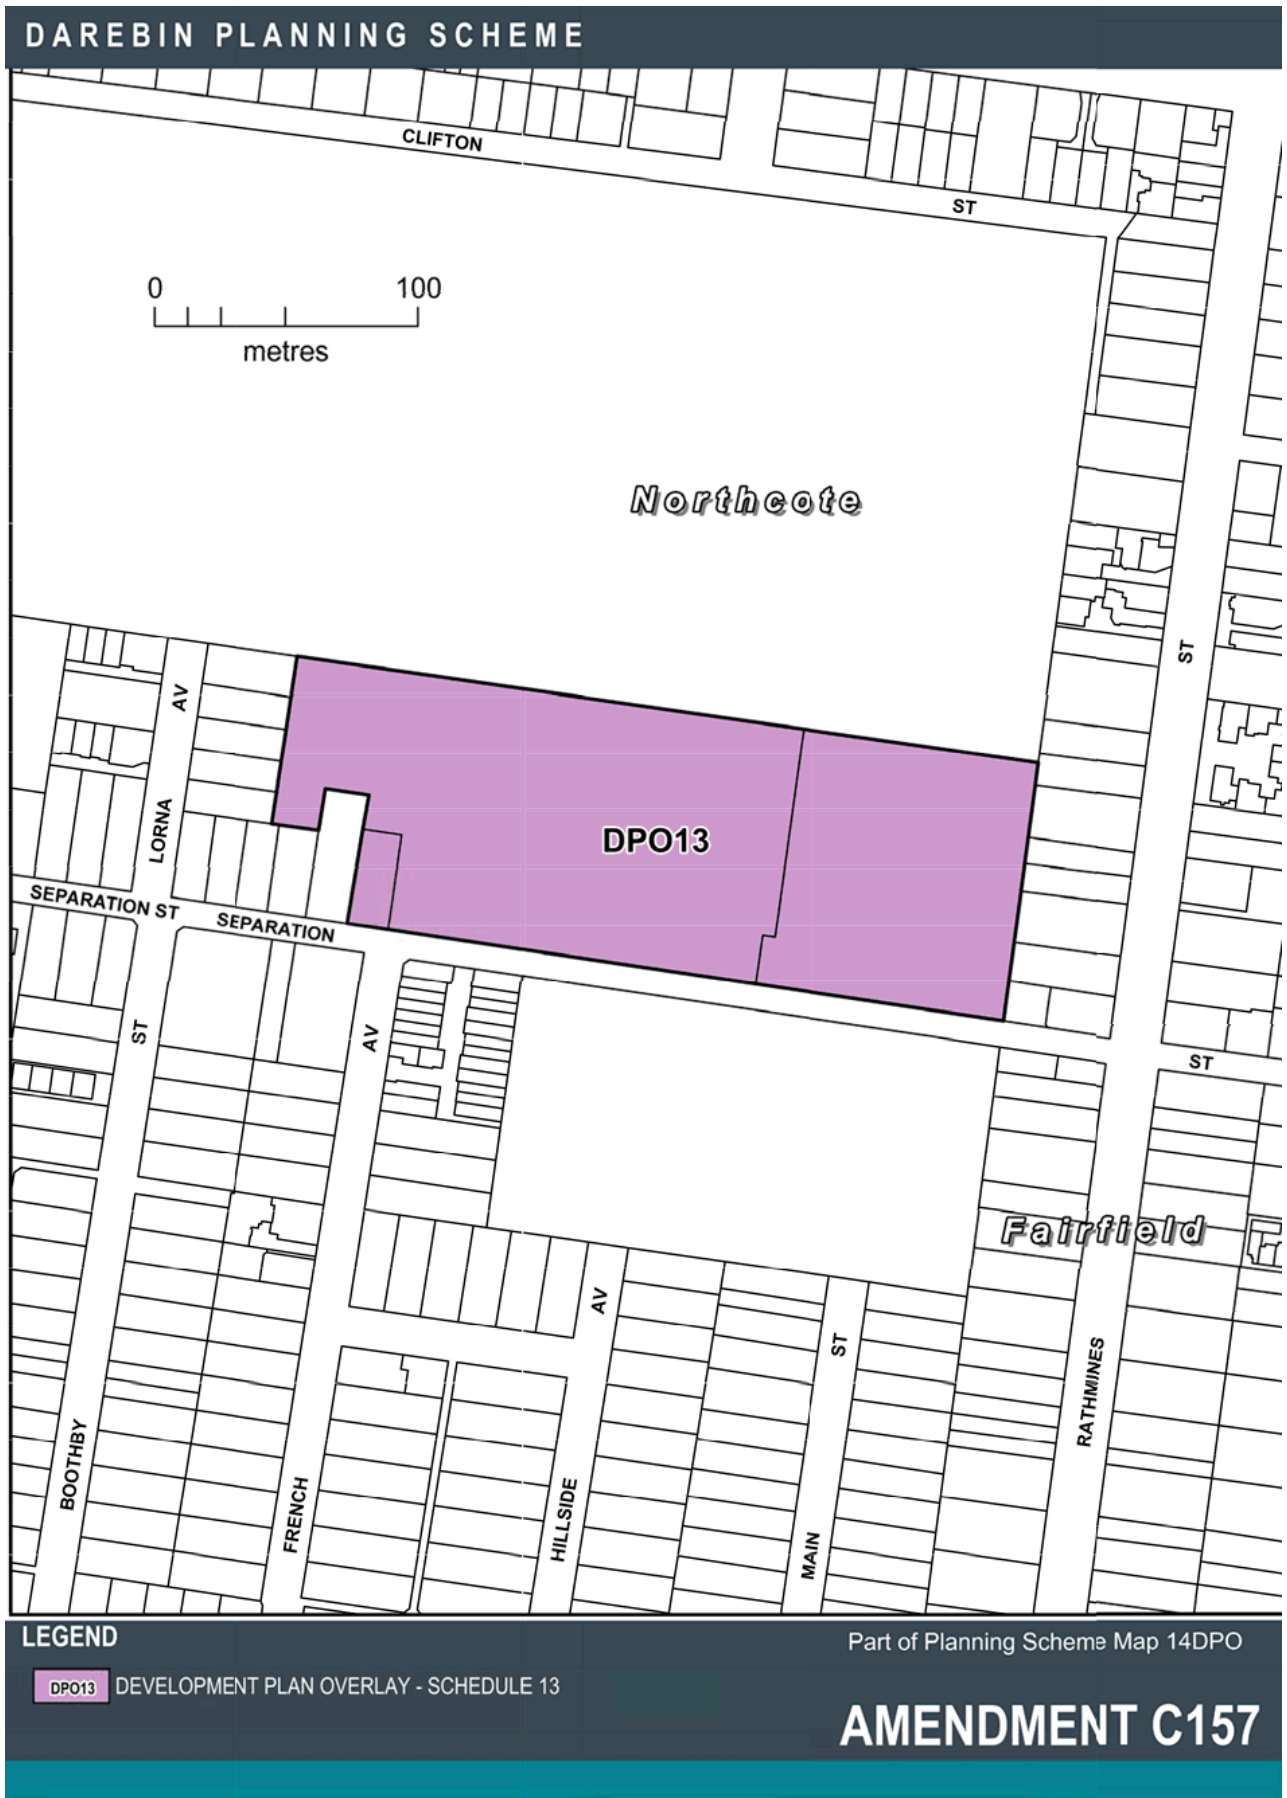 DAREBIN PLANNING SCHEME
CLIFTON
ST
0 100
metres
Northcote
ST
AV
LORNA
DPO13
SEPARATION ST
SEPARATION
ST
AV
ST
Fairfield
AV
ST
RATHMINES
BOOTHBY
FRENCH
HILLSIDE
MAIN
LEGEND
Part of Planning Scheme Map 14DPO
DPO13 DEVELOPMENT PLAN OVERLAY - SCHEDULE 13
AMENDMENT C157